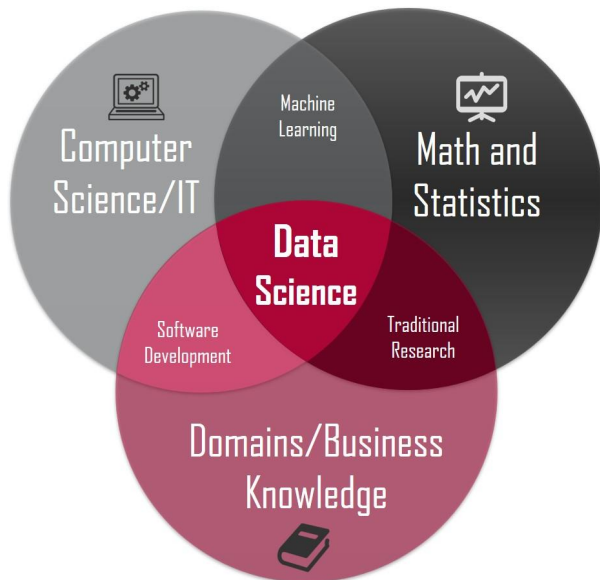 Computer
Science/IT
Machine
Learning
Math and
Statistics
Data
Science
Software
Development
Traditional
Research
Domains/Business
Knowledge